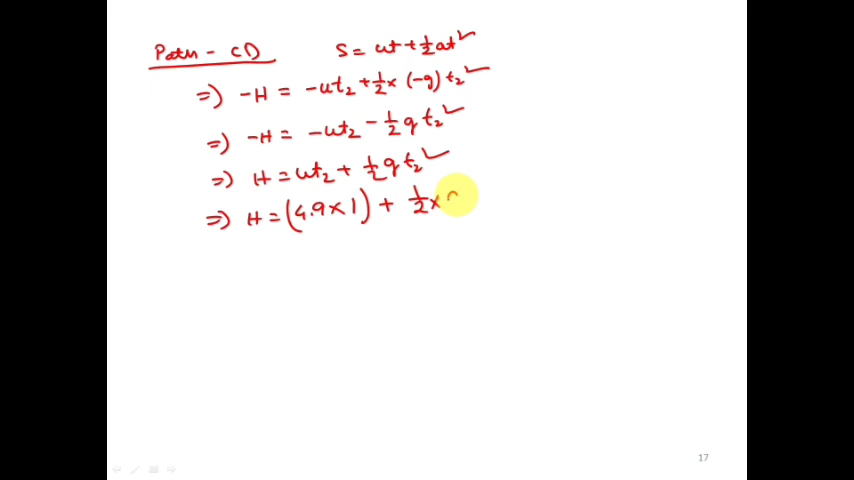 Path - CD
S = ut + ½at²
=) -H = -ut₂ + ½ x (-g) t₂²
=) -H = -ut₂ - ½ g t₂²
=) H = ut₂ + ½ g t₂²
=) H = (4.9 x 1) + ½ x
17